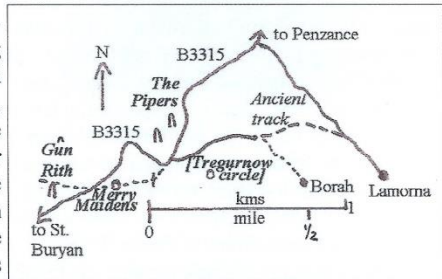 to Penzance
B3315
N
The
Pipers
B3315
Ancient
track
Gûn
Rith
[Tregurnow
circle]
Merry
Maidens
Borah
Lamorna
kms
mile
0
½
1
to St.
Buryan